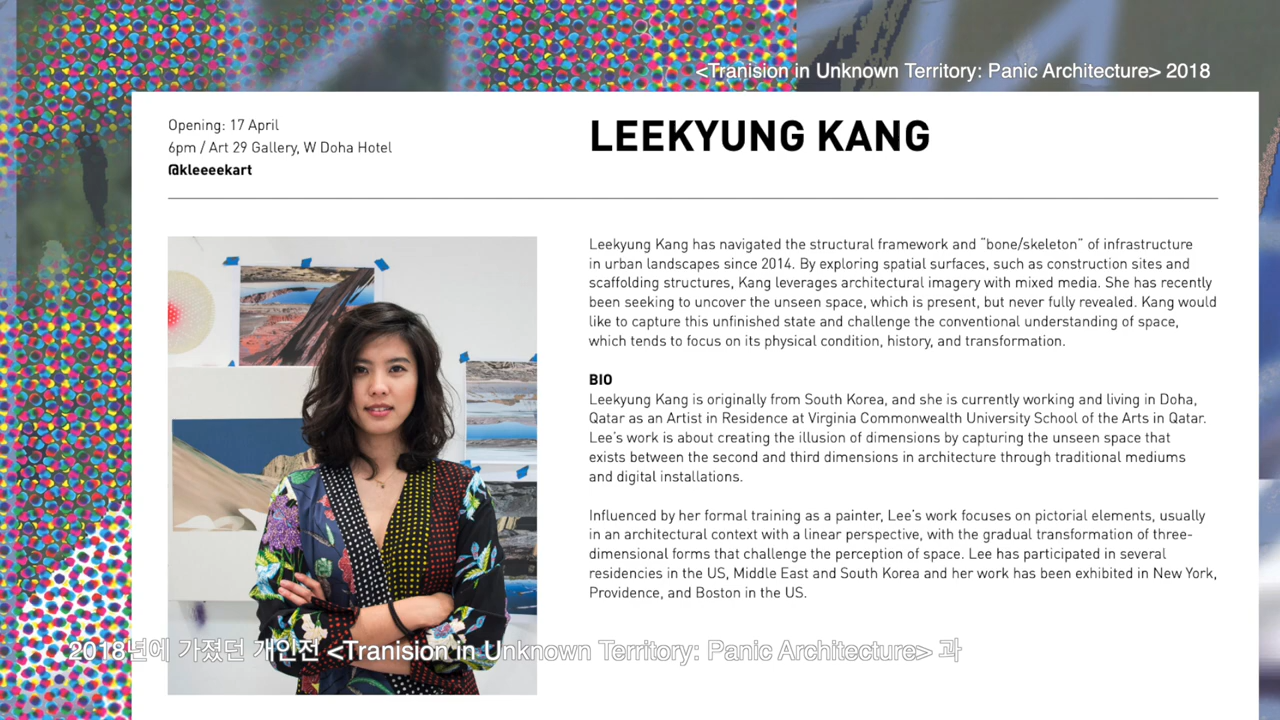 <Tranision in Unknown Territory: Panic Architecture> 2018
Opening: 17 April
6pm / Art 29 Gallery, W Doha Hotel
@kleeeekart
LEEKYUNG KANG
Leekyung Kang has navigated the structural framework and “bone/skeleton” of infrastructure
in urban landscapes since 2014. By exploring spatial surfaces, such as construction sites and
scaffolding structures, Kang leverages architectural imagery with mixed media. She has recently
been seeking to uncover the unseen space, which is present, but never fully revealed. Kang would
like to capture this unfinished state and challenge the conventional understanding of space,
which tends to focus on its physical condition, history, and transformation.
BIO
Leekyung Kang is originally from South Korea, and she is currently working and living in Doha,
Qatar as an Artist in Residence at Virginia Commonwealth University School of the Arts in Qatar.
Lee’s work is about creating the illusion of dimensions by capturing the unseen space that
exists between the second and third dimensions in architecture through traditional mediums
and digital installations.
Influenced by her formal training as a painter, Lee’s work focuses on pictorial elements, usually
in an architectural context with a linear perspective, with the gradual transformation of three-
dimensional forms that challenge the perception of space. Lee has participated in several
residencies in the US, Middle East and South Korea and her work has been exhibited in New York,
Providence, and Boston in the US.
2018년에 가졌던 개인전 <Tranision in Unknown Territory: Panic Architecture> 과